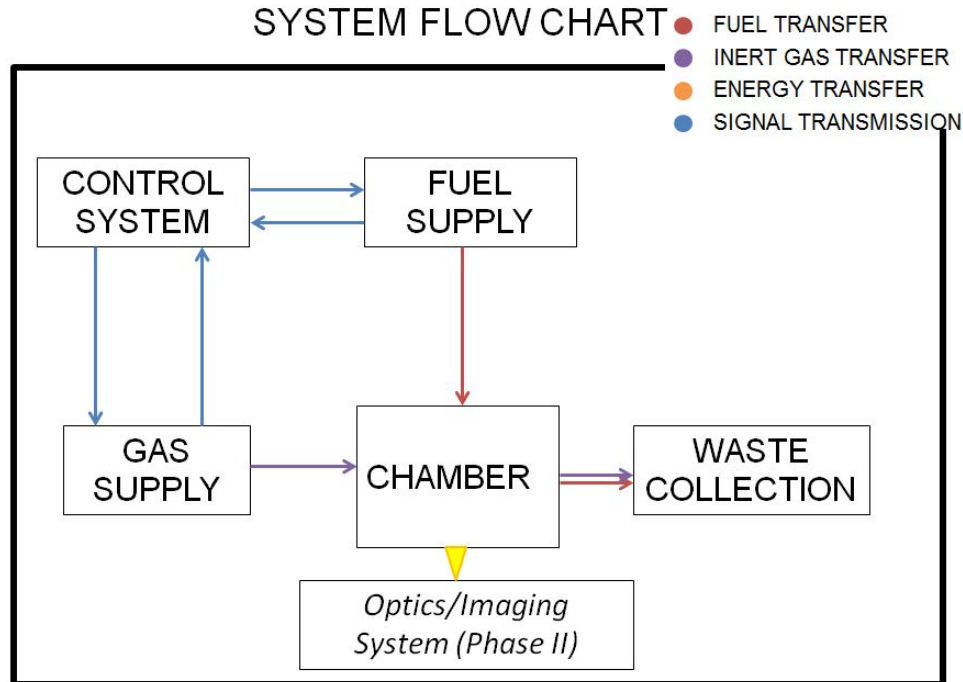 SYSTEM FLOW CHART
FUEL TRANSFER
INERT GAS TRANSFER
ENERGY TRANSFER
SIGNAL TRANSMISSION
CONTROL
SYSTEM
FUEL
SUPPLY
GAS
SUPPLY
CHAMBER
WASTE
COLLECTION
Optics/Imaging
System (Phase II)